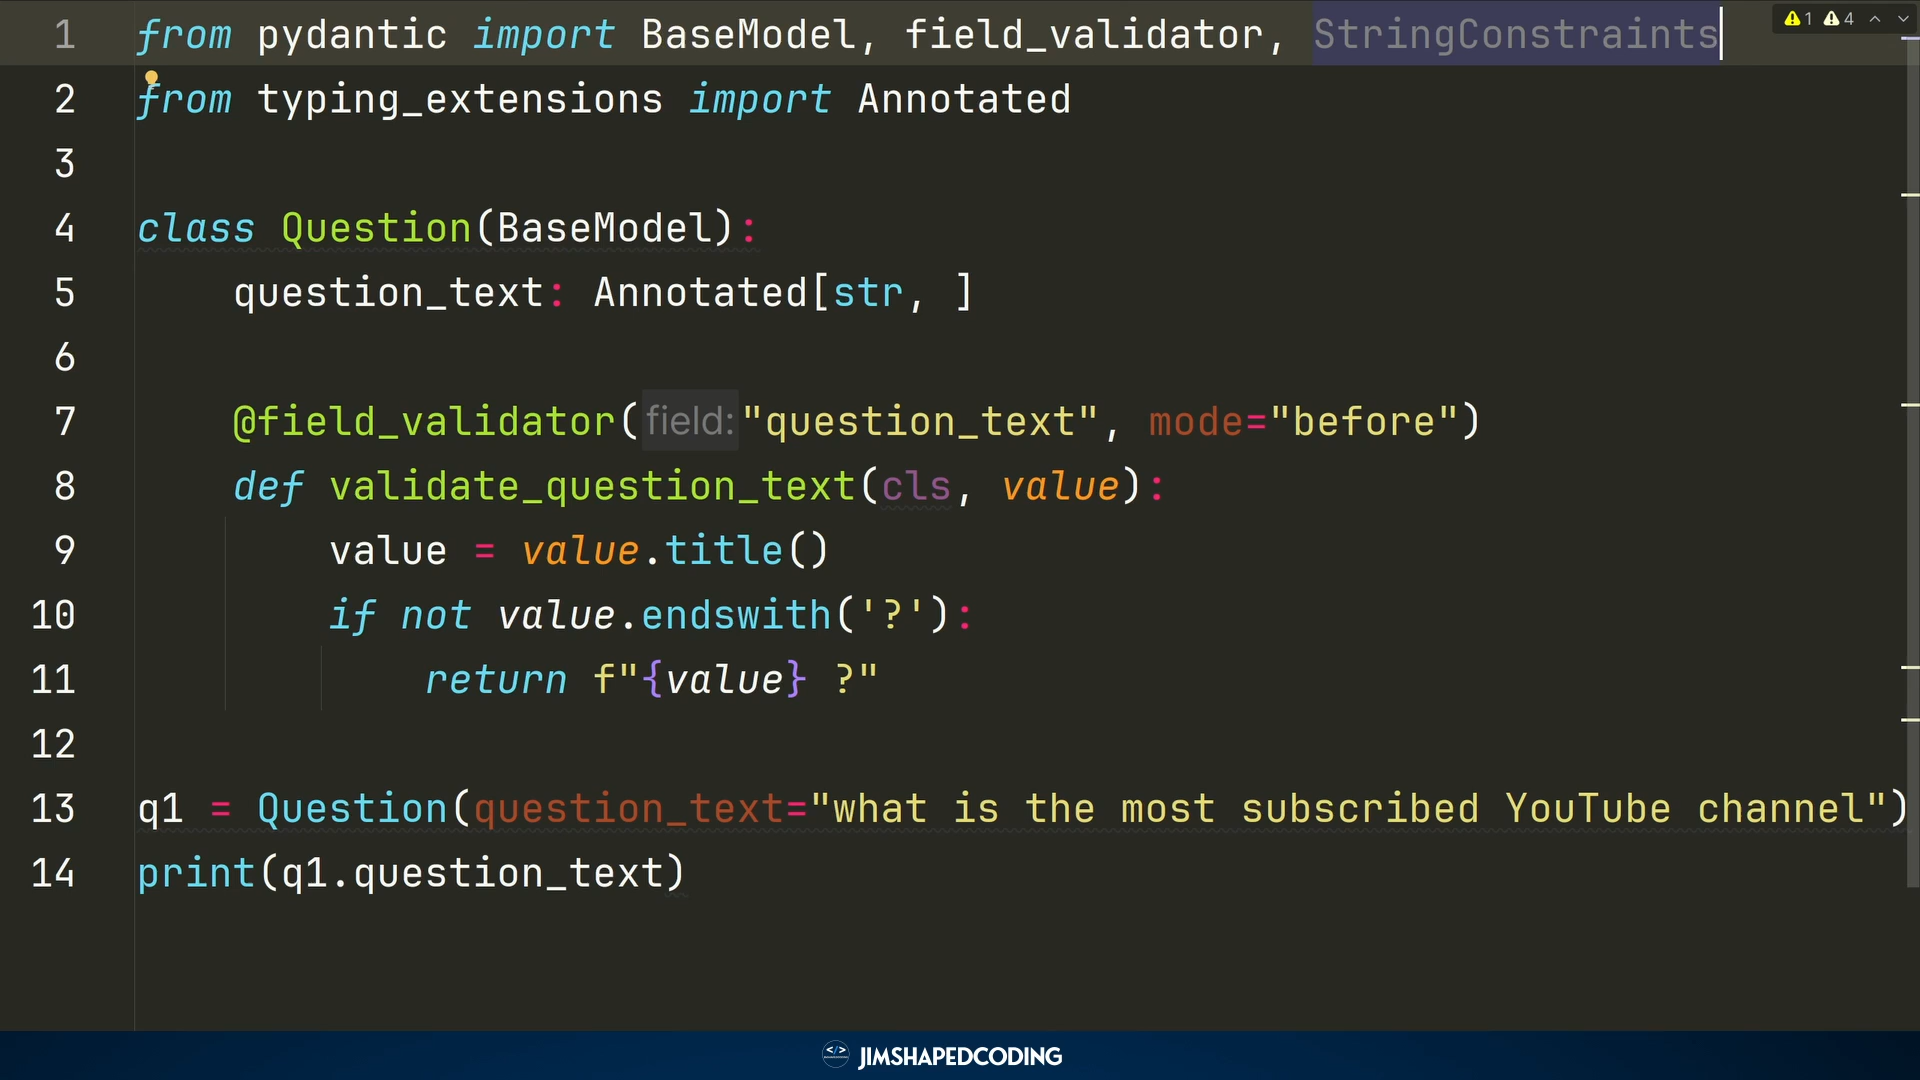 1 from pydantic import BaseModel, field_validator, StringConstraints
1 4
2 from typing_extensions import Annotated
3
4 class Question(BaseModel):
5 question_text: Annotated[str, ]
6
7 @field_validator(field:"question_text", mode="before")
8 def validate_question_text(cls, value):
9 value = value.title()
10 if not value.endswith('?'):
11 return f"{value} ?"
12
13 q1 = Question(question_text="what is the most subscribed YouTube channel")
14 print(q1.question_text)
</> JIMSHAPEDCODING